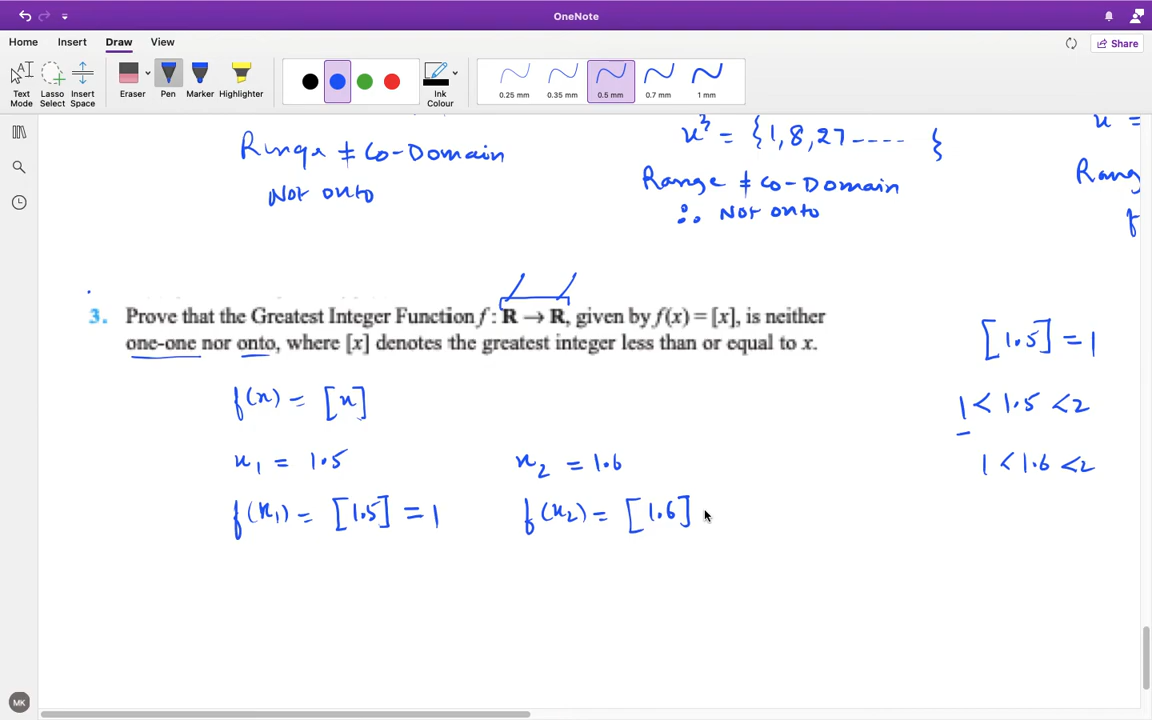 OneNote
Home Insert Draw View
Share
Text Mode
Lasso Select
Insert Space
Eraser
Pen
Marker
Highlighter
Ink Colour
0.25 mm
0.35 mm
0.5 mm
0.7 mm
1 mm
Range ≠ Co-Domain
Not onto
x³ = {1,8,27---- }
Range ≠ Co-Domain
∴ Not onto
x =
Rang
f
3. Prove that the Greatest Integer Function f : R → R, given by f(x) = [x], is neither
one-one nor onto, where [x] denotes the greatest integer less than or equal to x.
f(x) = [x]
x₁ = 1.5
x₂ = 1.6
f(x₁) = [1.5] = 1
f(x₂) = [1.6]
[1.5] = 1
1 < 1.5 < 2
1 < 1.6 < 2
MK